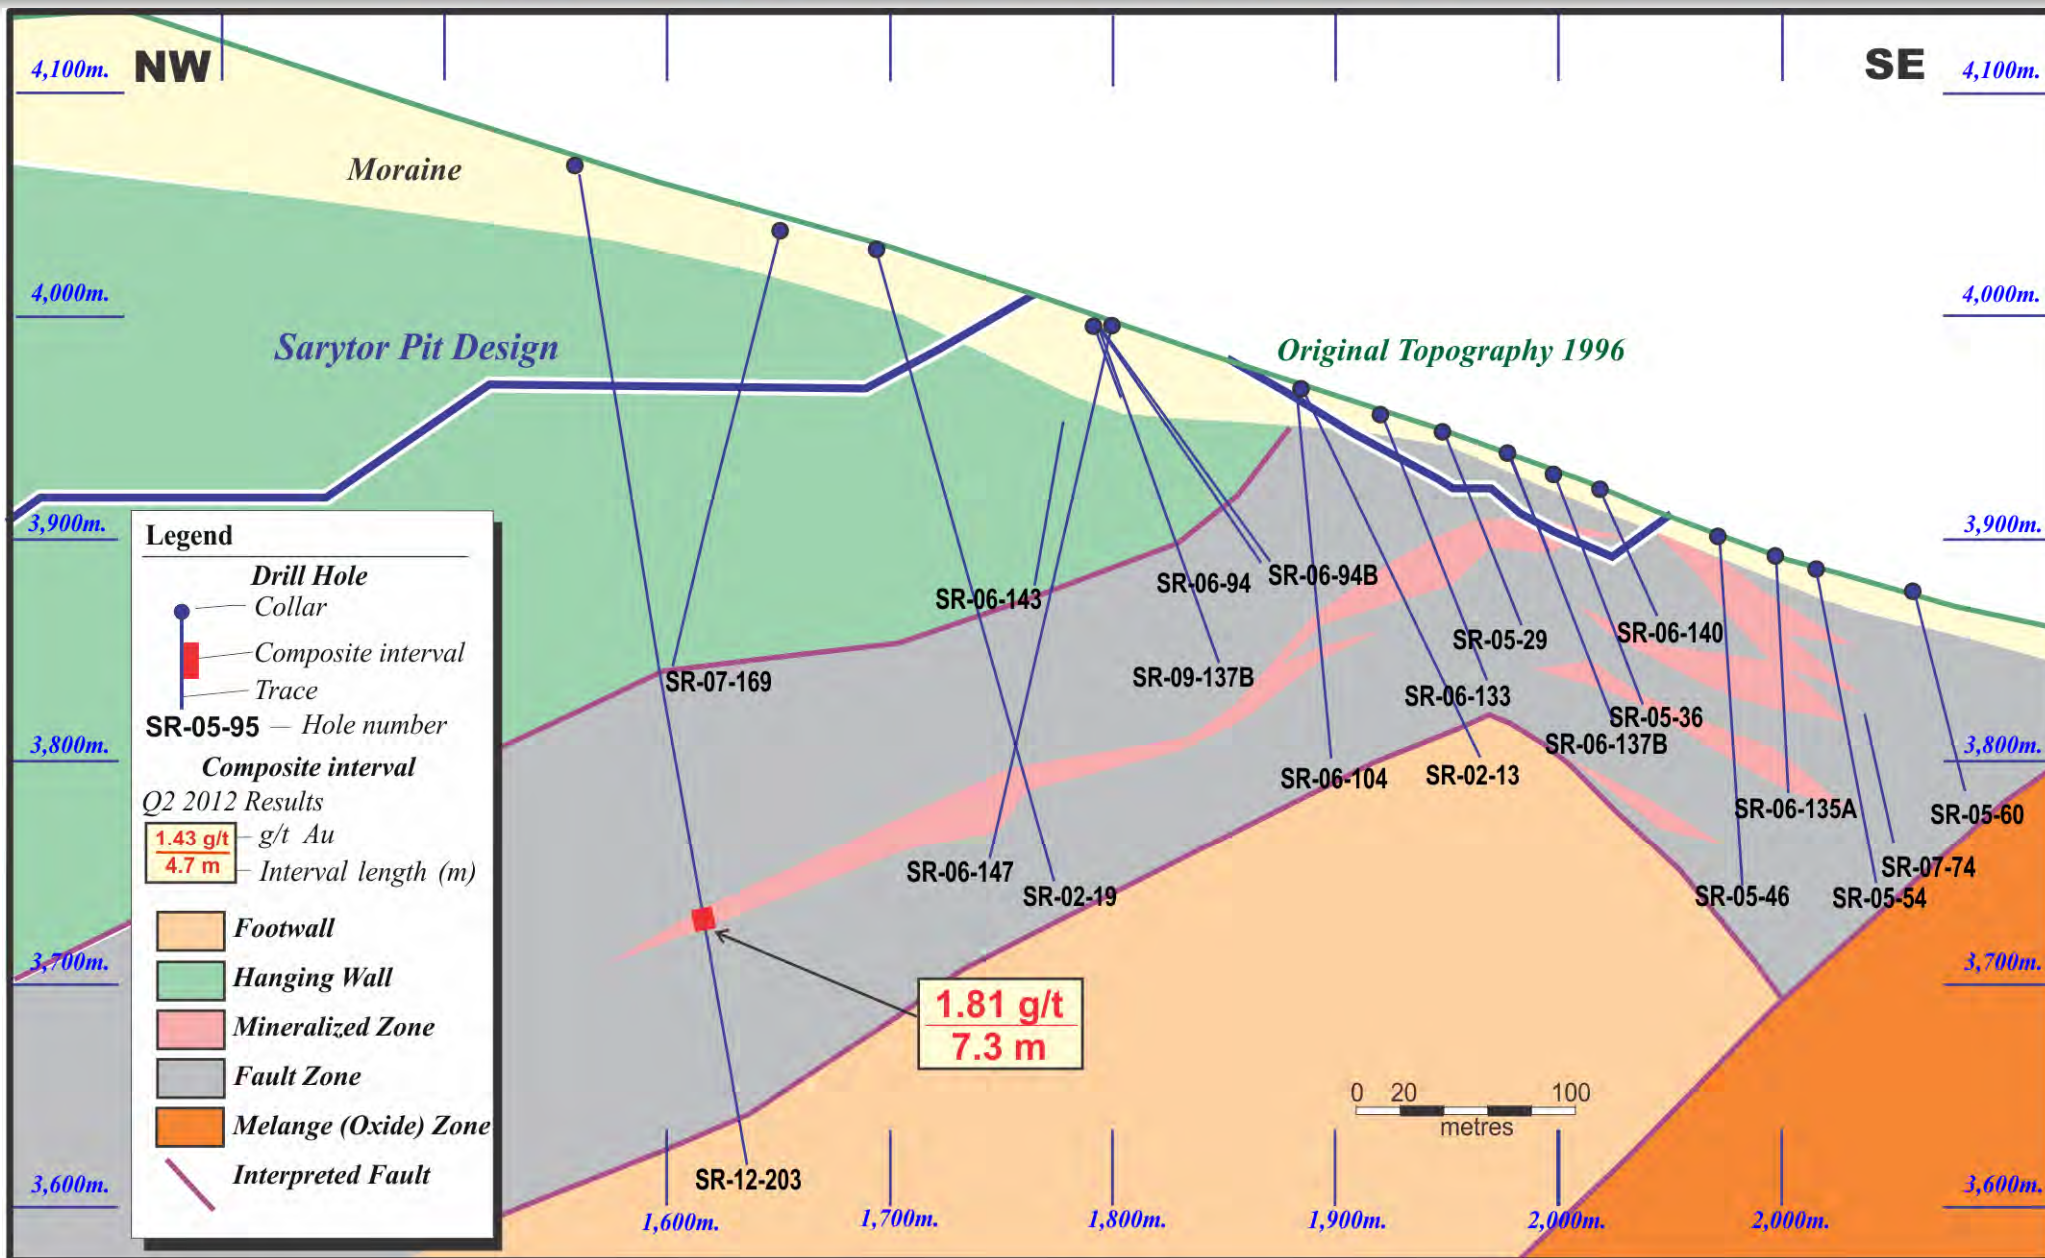 NW
SE
4,100m.
4,100m.
Moraine
4,000m.
4,000m.
Sarytor Pit Design
Original Topography 1996
3,900m.
3,900m.
SR-06-94
SR-06-94B
SR-06-143
SR-05-29
SR-06-140
SR-07-169
SR-09-137B
SR-06-133
SR-05-36
SR-06-137B
3,800m.
3,800m.
SR-06-104
SR-02-13
SR-06-135A
SR-05-60
SR-06-147
SR-02-19
SR-07-74
SR-05-46
SR-05-54
3,700m.
3,700m.
1.81 g/t
7.3 m
0 20 100
metres
SR-12-203
3,600m.
3,600m.
1,600m.
1,700m.
1,800m.
1,900m.
2,000m.
2,000m.
Legend
Drill Hole
Collar
Composite interval
Trace
SR-05-95 — Hole number
Composite interval
Q2 2012 Results
1.43 g/t
g/t Au
4.7 m
Interval length (m)
Footwall
Hanging Wall
Mineralized Zone
Fault Zone
Melange (Oxide) Zone
Interpreted Fault